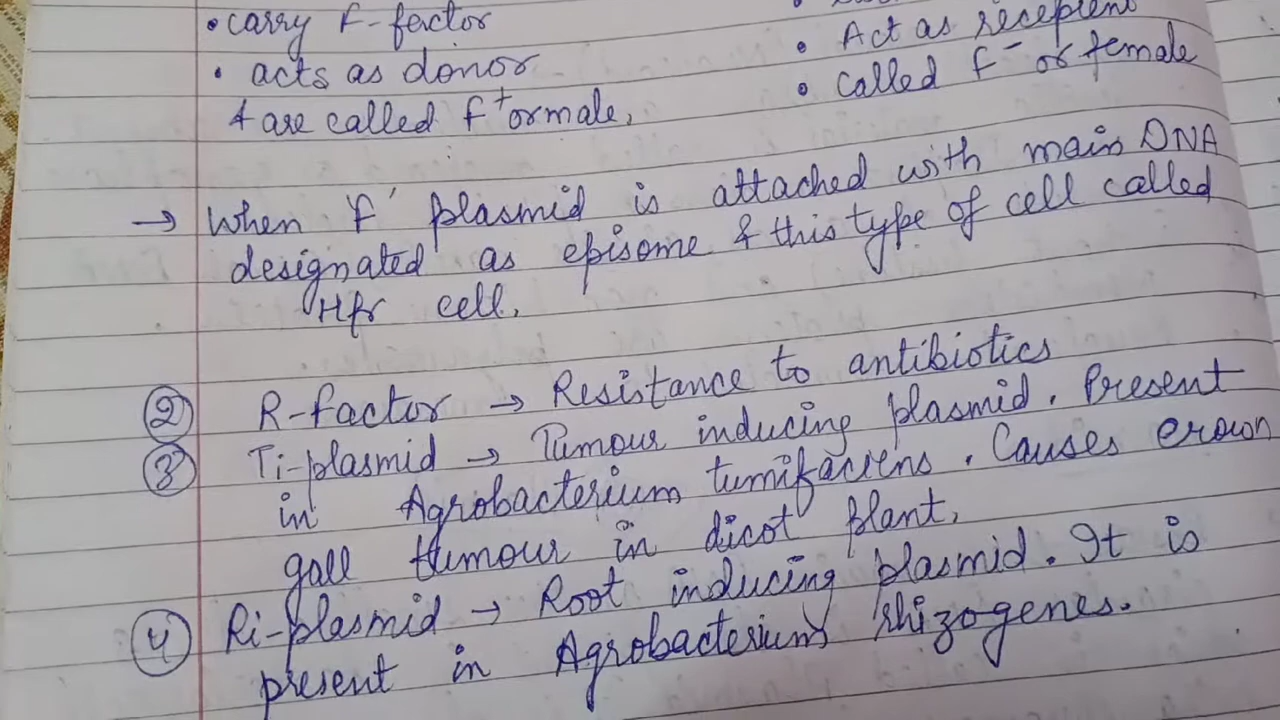 • carry F-factor
• acts as donor
& are called F⁺ or male,
• Act as recepient
• called F⁻ or female
→ When F' plasmid is attached with main DNA
designated as episome & this type of cell called
Hfr cell.
② R-factor → Resistance to antibiotics
③ Ti-plasmid → Tumour inducing plasmid. Present
in Agrobacterium tumifaciens. Causes crown
gall tumour in dicot plant,
④ Ri-plasmid → Root inducing plasmid. It is
present in Agrobacterium rhizogenes.